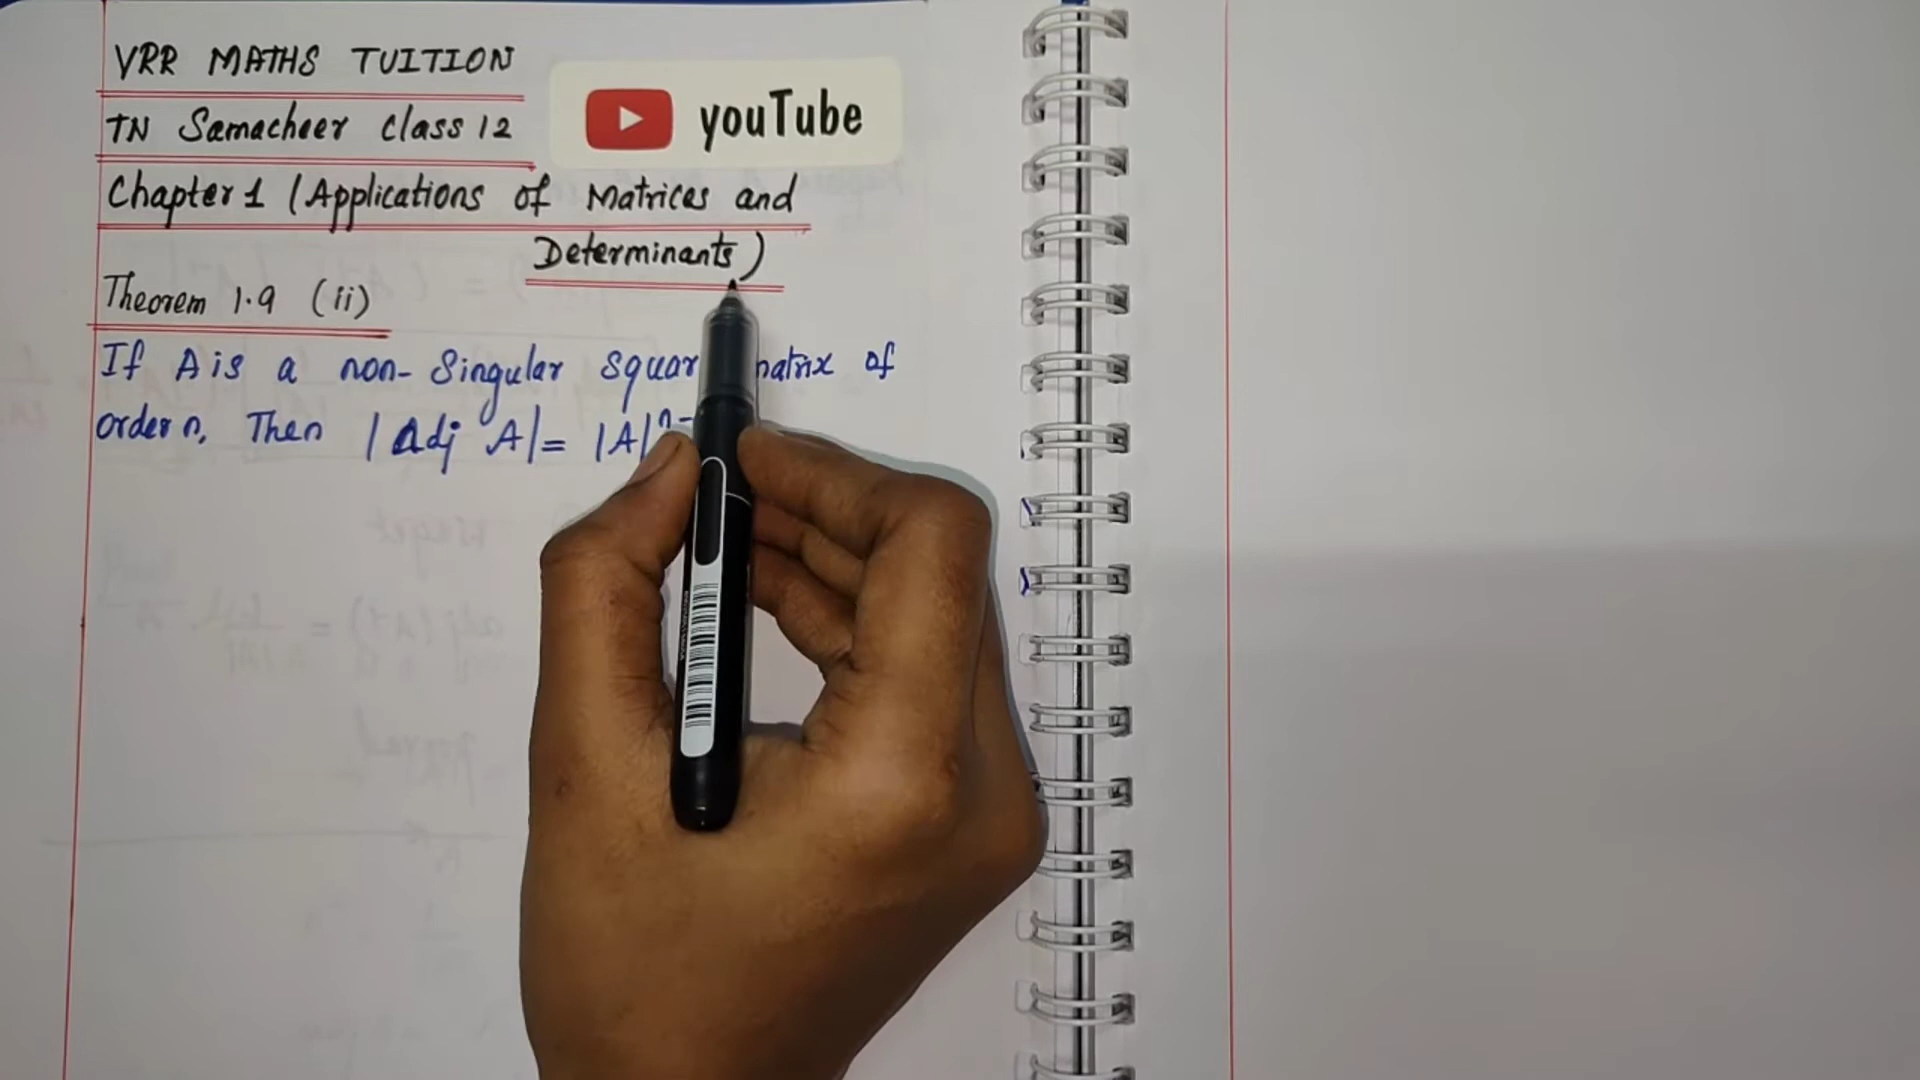 VRR MATHS TUITION
TN Samacheer Class 12
youTube
Chapter 1 (Applications of Matrices and
Determinants)
Theorem 1.9 (ii)
If A is a non-Singular Squar matrix of
order n, Then |Adj A| = |A|ⁿ⁻